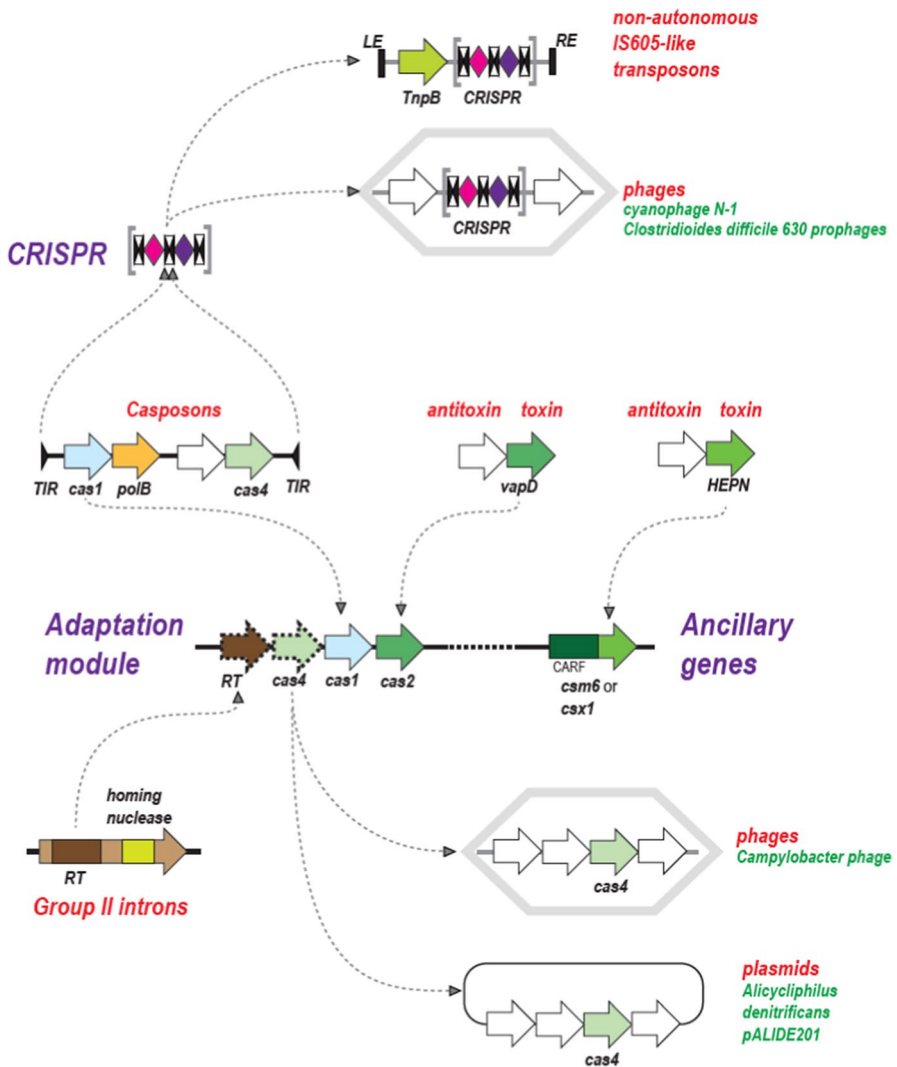 non-autonomous
IS605-like
transposons
LE
RE
TnpB
CRISPR
phages
cyanophage N-1
Clostridioides difficile 630 prophages
CRISPR
CRISPR
Casposons
antitoxin toxin
antitoxin toxin
TIR cas1 polB cas4 TIR
vapD
HEPN
Adaptation
module
Ancillary
genes
RT cas4 cas1 cas2
CARF
csm6 or
csx1
homing
nuclease
RT
Group II introns
phages
Campylobacter phage
cas4
plasmids
Alicycliphilus
denitrificans
pALIDE201
cas4